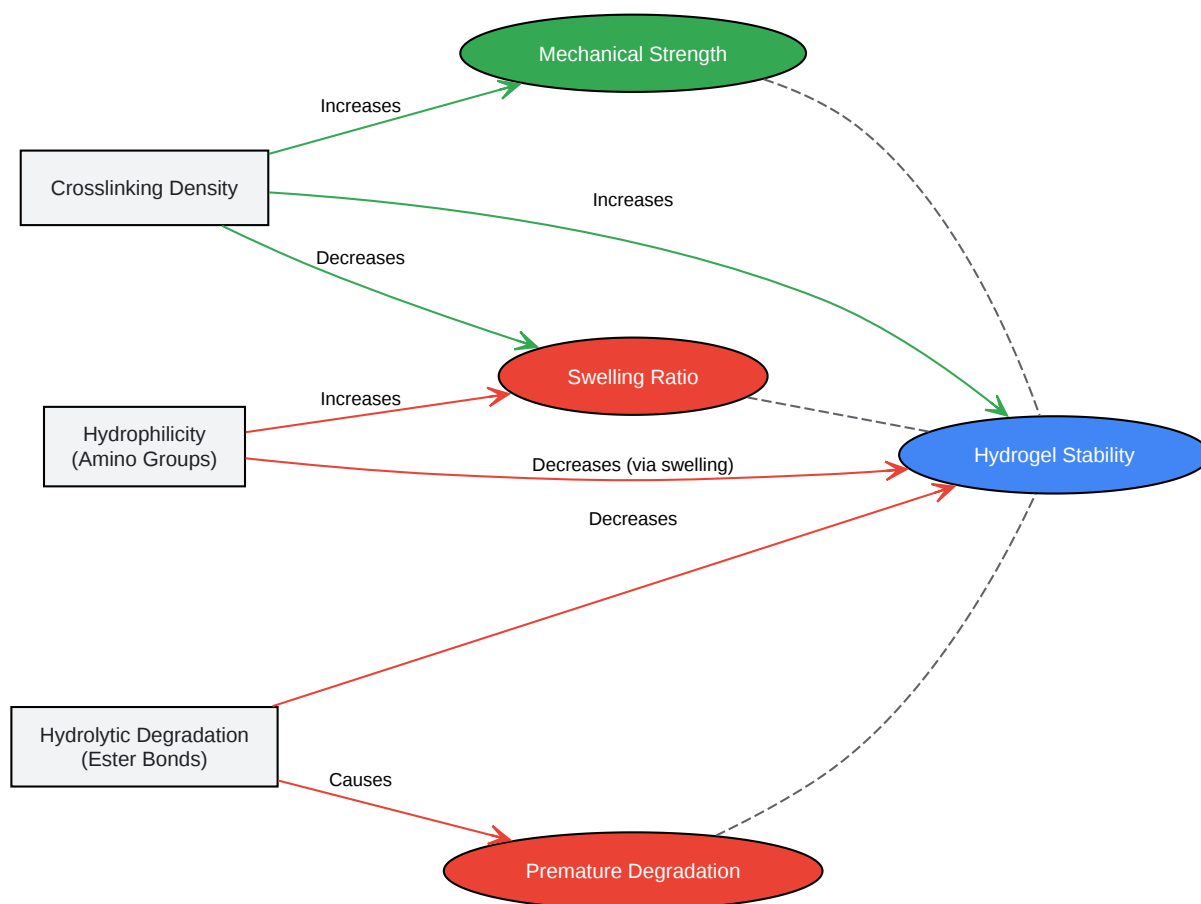 Mechanical Strength
Increases
Crosslinking Density
Increases
Decreases
Swelling Ratio
Increases
Hydrophilicity
(Amino Groups)
Hydrogel Stability
Decreases (via swelling)
Decreases
Hydrolytic Degradation
(Ester Bonds)
Causes
Premature Degradation